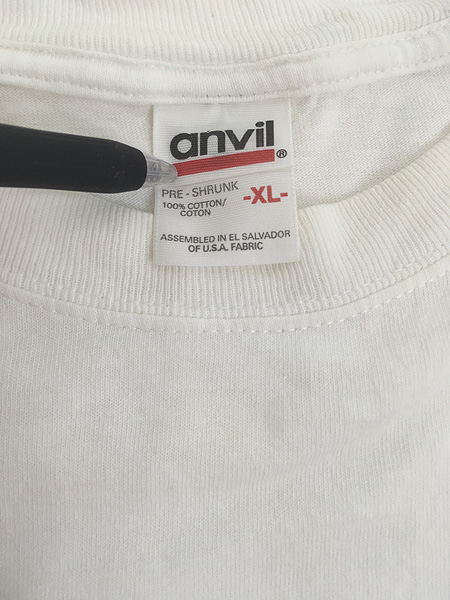 anvil®
PRE - SHRUNK
100% COTTON/
COTON
-XL-
ASSEMBLED IN EL SALVADOR
OF U.S.A. FABRIC